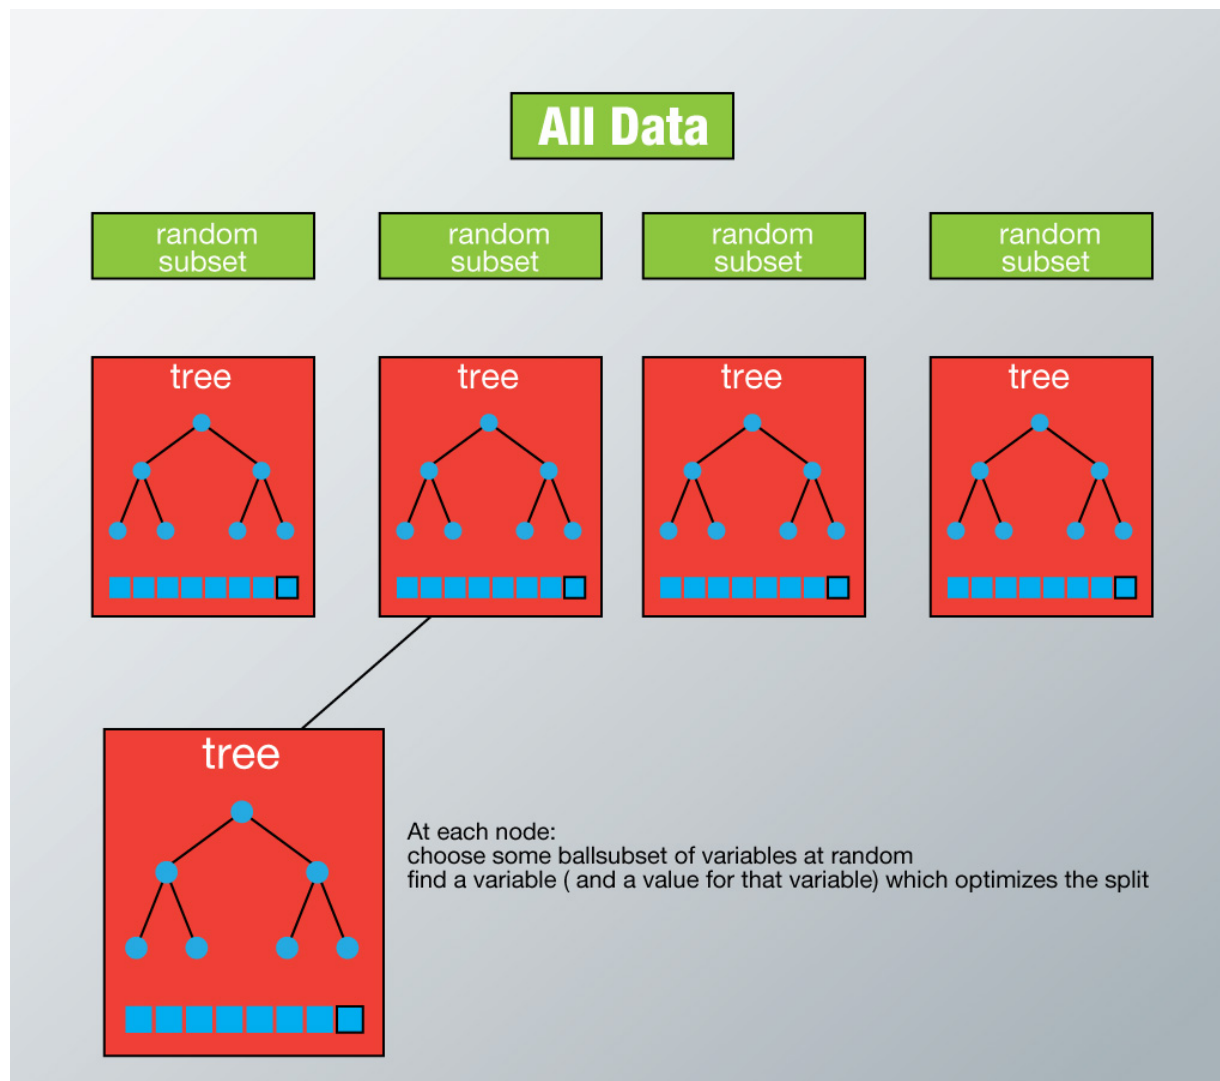 All Data
random
subset
random
subset
random
subset
random
subset
tree
tree
tree
tree
tree
At each node:
choose some ballsubset of variables at random
find a variable ( and a value for that variable) which optimizes the split